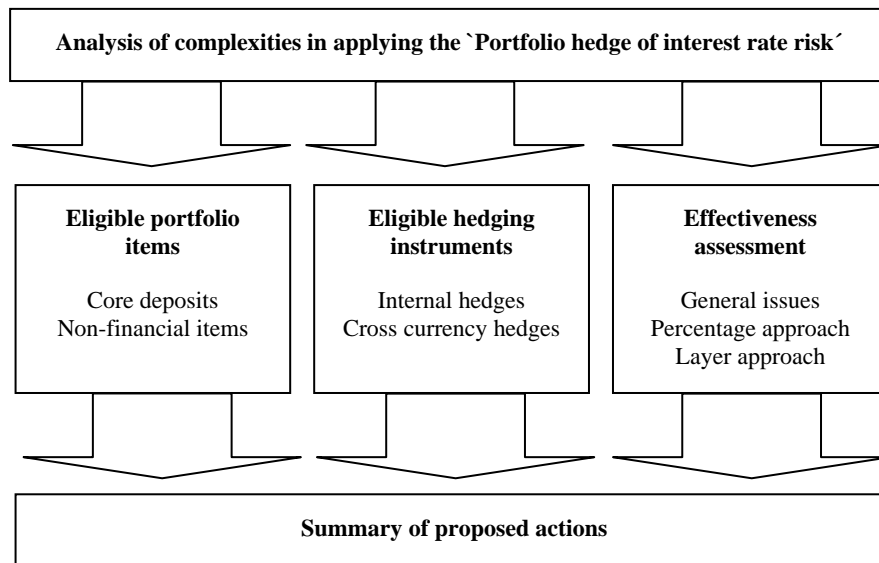 Analysis of complexities in applying the `Portfolio hedge of interest rate risk´
Eligible portfolio
items
Core deposits
Non-financial items
Eligible hedging
instruments
Internal hedges
Cross currency hedges
Effectiveness
assessment
General issues
Percentage approach
Layer approach
Summary of proposed actions